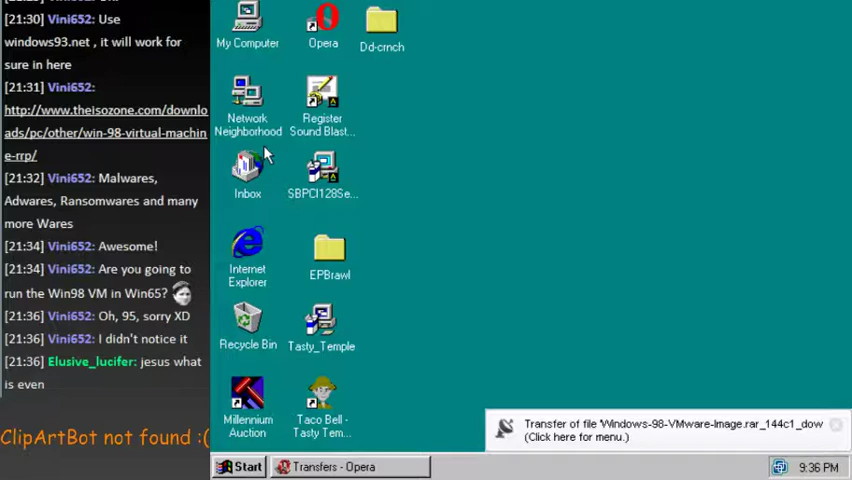 [21:30] Vini652: Use
windows93.net , it will work for
sure in here
[21:31] Vini652:
http://www.theisozone.com/downlo
ads/pc/other/win-98-virtual-machin
e-rrp/
[21:32] Vini652: Malwares,
Adwares, Ransomwares and many
more Wares
[21:34] Vini652: Awesome!
[21:34] Vini652: Are you going to
run the Win98 VM in Win65?
[21:36] Vini652: Oh, 95, sorry XD
[21:36] Vini652: I didn't notice it
[21:36] Elusive_lucifer: jesus what
is even
ClipArtBot not found :(
My Computer
Opera
Dd-crnch
Network
Neighborhood
Register
Sound Blast...
Inbox
SBPCI128Se...
Internet
Explorer
EPBrawl
Recycle Bin
Tasty_Temple
Millennium
Auction
Taco Bell -
Tasty Tem...
Transfer of file 'Windows-98-VMware-Image.rar_144c1_dow
(Click here for menu.)
Start
Transfers - Opera
9:36 PM